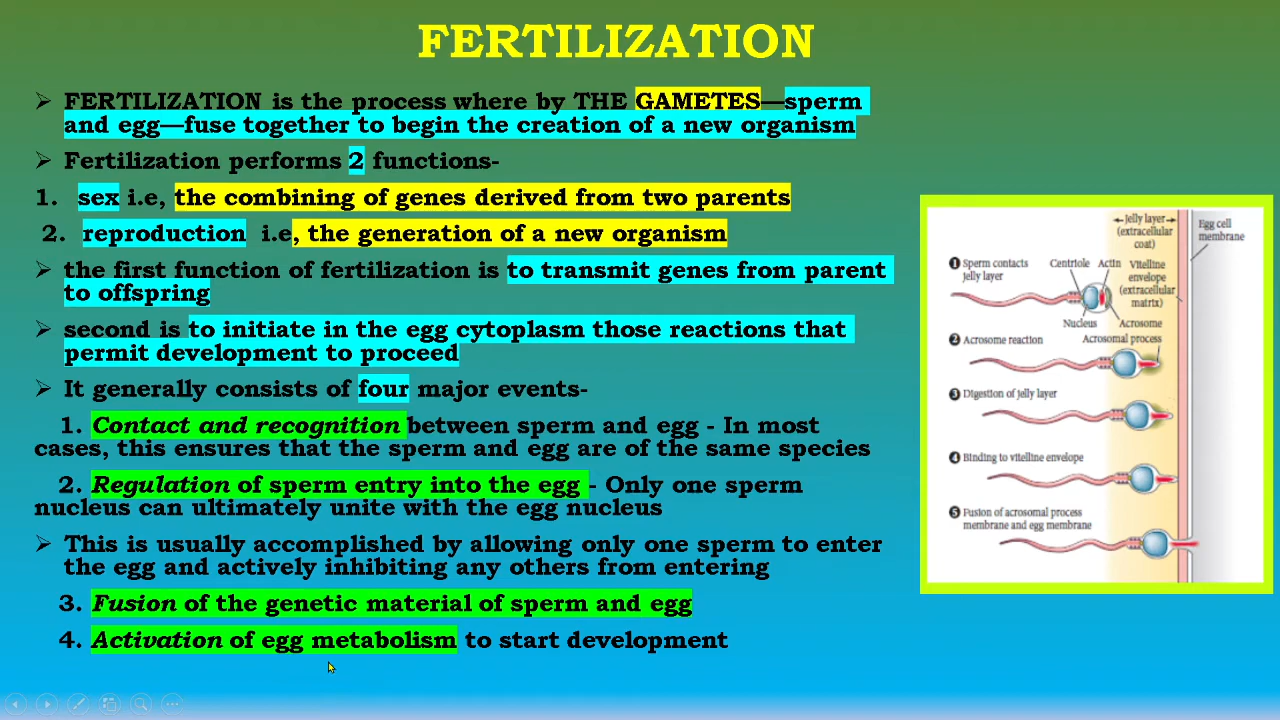 FERTILIZATION
FERTILIZATION is the process where by THE GAMETES—sperm
and egg—fuse together to begin the creation of a new organism
Fertilization performs 2 functions-
1. sex i.e, the combining of genes derived from two parents
2. reproduction i.e, the generation of a new organism
the first function of fertilization is to transmit genes from parent
to offspring
second is to initiate in the egg cytoplasm those reactions that
permit development to proceed
It generally consists of four major events-
1. Contact and recognition between sperm and egg - In most
cases, this ensures that the sperm and egg are of the same species
2. Regulation of sperm entry into the egg - Only one sperm
nucleus can ultimately unite with the egg nucleus
This is usually accomplished by allowing only one sperm to enter
the egg and actively inhibiting any others from entering
3. Fusion of the genetic material of sperm and egg
4. Activation of egg metabolism to start development
Jelly layer
(extracellular
coat)
Egg cell
membrane
1 Sperm contacts
jelly layer
Centriole
Actin
Vitelline
envelope
(extracellular
matrix)
Nucleus
Acrosome
2 Acrosome reaction
Acrosomal process
3 Digestion of jelly layer
4 Binding to vitelline envelope
5 Fusion of acrosomal process
membrane and egg membrane